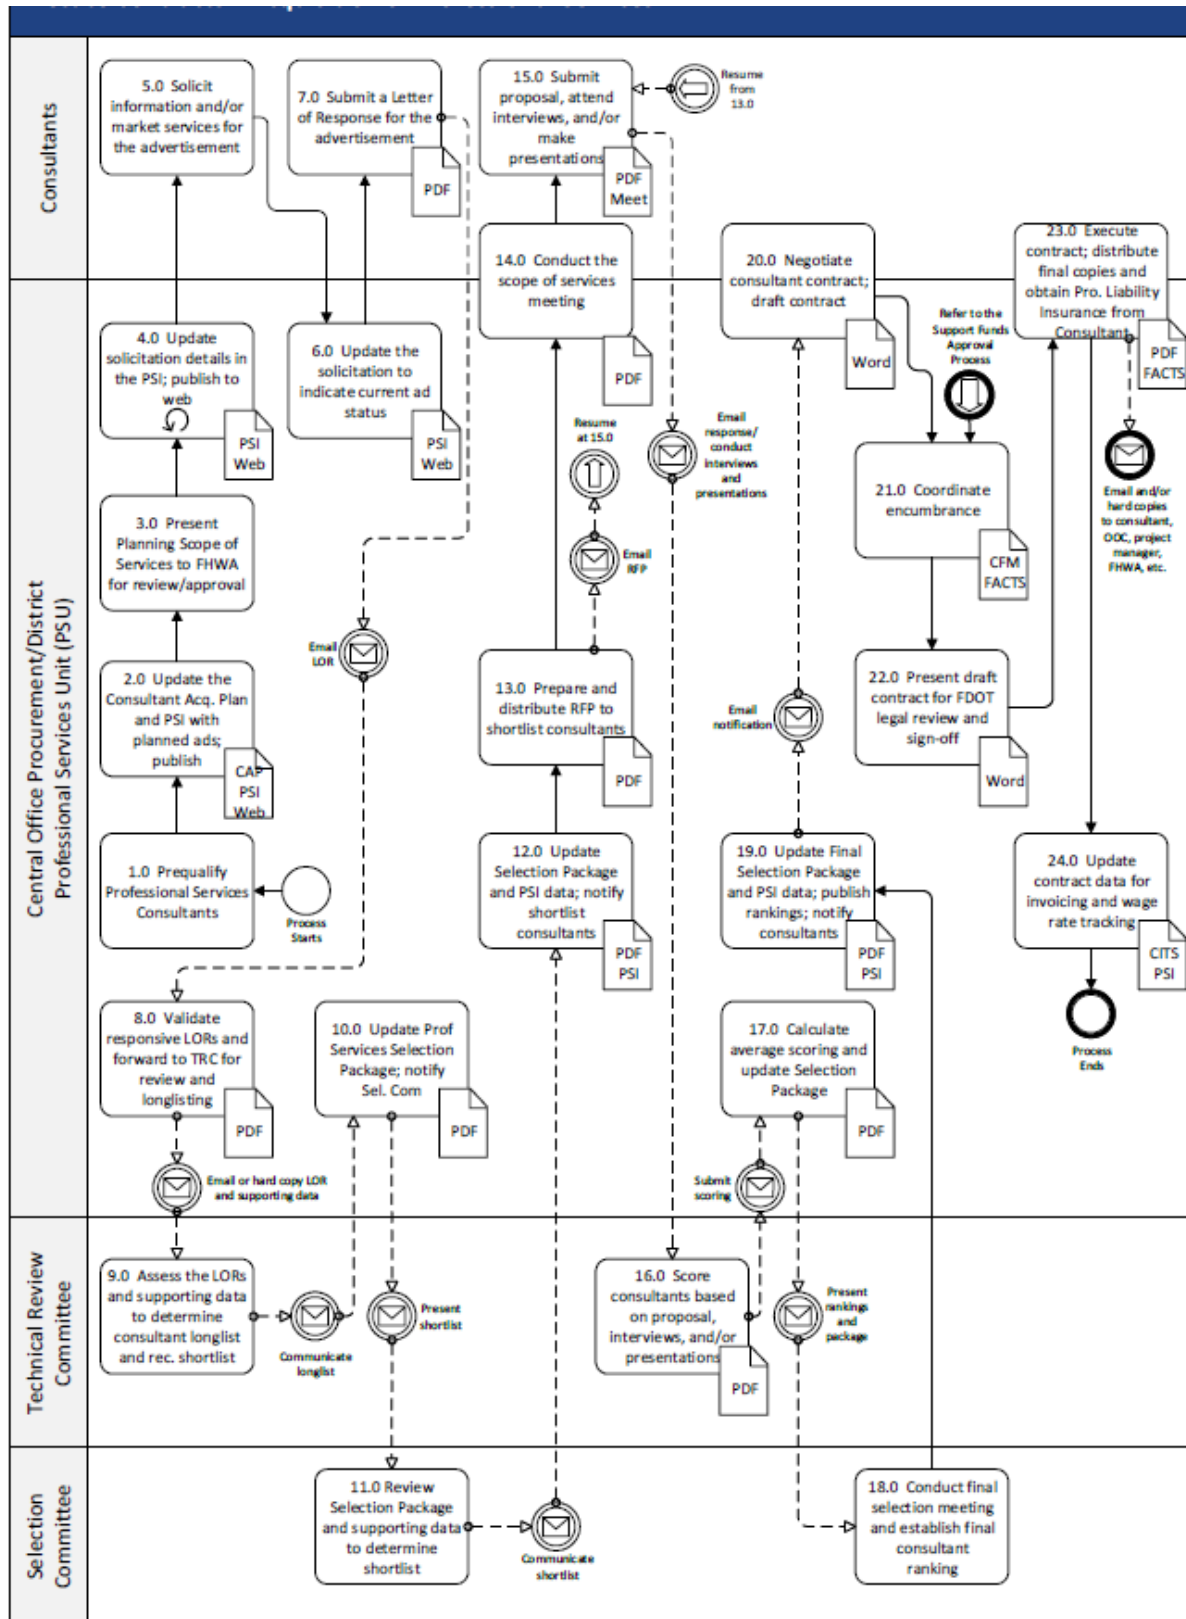 Consultants
5.0 Solicit
information and/or
market services for
the advertisement
7.0 Submit a Letter
of Response for the
advertisement
PDF
15.0 Submit
proposal, attend
interviews, and/or
make
presentations
PDF
Meet
Resume
from
13.0
14.0 Conduct the
scope of services
meeting
PDF
20.0 Negotiate
consultant contract;
draft contract
Word
23.0 Execute
contract; distribute
final copies and
obtain Pro. Liability
Insurance from
Consultant
PDF
FACTS
Central Office Procurement/District
Professional Services Unit (PSU)
4.0 Update
solicitation details in
the PSI; publish to
web
PSI
Web
6.0 Update the
solicitation to
indicate current ad
status
PSI
Web
Refer to the
Support Funds
Approval
Process
Resume
at 15.0
Email
response/
conduct
interviews
and
presentations
Email
RFP
3.0 Present
Planning Scope of
Services to FHWA
for review/approval
21.0 Coordinate
encumbrance
CFM
FACTS
Email and/or
hard copies
to consultant,
OOC, project
manager,
FHWA, etc.
Email
LOR
2.0 Update the
Consultant Acq. Plan
and PSI with
planned ads;
publish
CAP
PSI
Web
13.0 Prepare and
distribute RFP to
shortlist consultants
PDF
Email
notification
22.0 Present draft
contract for FDOT
legal review and
sign-off
Word
1.0 Prequalify
Professional Services
Consultants
Process
Starts
12.0 Update
Selection Package
and PSI data; notify
shortlist
consultants
PDF
PSI
19.0 Update Final
Selection Package
and PSI data; publish
rankings; notify
consultants
PDF
PSI
24.0 Update
contract data for
invoicing and wage
rate tracking
CITS
PSI
Process
Ends
8.0 Validate
responsive LORs and
forward to TRC for
review and
longlisting
PDF
10.0 Update Prof
Services Selection
Package; notify
Sel. Com
PDF
17.0 Calculate
average scoring and
update Selection
Package
PDF
Email or hard copy LOR
and supporting data
Submit
scoring
Technical Review
Committee
9.0 Assess the LORs
and supporting data
to determine
consultant longlist
and rec. shortlist
Communicate
longlist
Present
shortlist
16.0 Score
consultants based
on proposal,
interviews, and/or
presentations
PDF
Present
rankings
and
package
Selection
Committee
11.0 Review
Selection Package
and supporting data
to determine
shortlist
Communicate
shortlist
18.0 Conduct final
selection meeting
and establish final
consultant
ranking